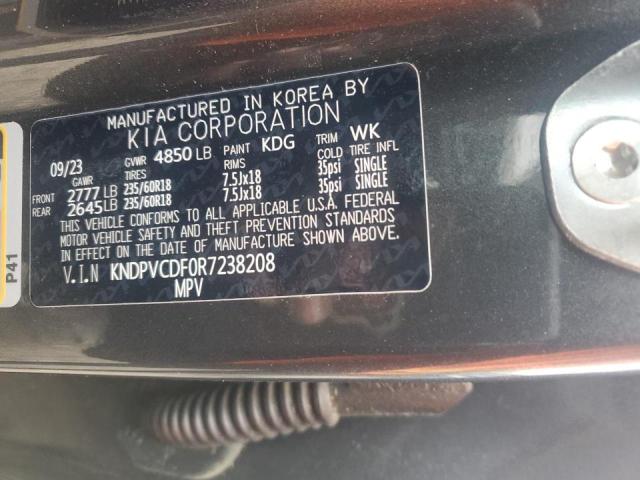 MANUFACTURED IN KOREA BY
KIA CORPORATION
09/23 GVWR 4850 LB PAINT KDG TRIM WK
GAWR TIRES RIMS COLD TIRE INFL
FRONT 2777 LB 235/60R18 7.5Jx18 35psi SINGLE
REAR 2645 LB 235/60R18 7.5Jx18 35psi SINGLE
THIS VEHICLE CONFORMS TO ALL APPLICABLE U.S.A. FEDERAL
MOTOR VEHICLE SAFETY AND THEFT PREVENTION STANDARDS
IN EFFECT ON THE DATE OF MANUFACTURE SHOWN ABOVE.
V.I.N KNDPVCDF0R7238208
MPV
P41